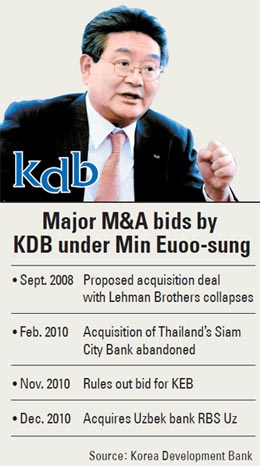 kdb
Major M&A bids by
KDB under Min Euoo-sung
• Sept. 2008 Proposed acquisition deal
with Lehman Brothers collapses
• Feb. 2010 Acquisition of Thailand's Siam
City Bank abandoned
• Nov. 2010 Rules out bid for KEB
• Dec. 2010 Acquires Uzbek bank RBS Uz
Source: Korea Development Bank